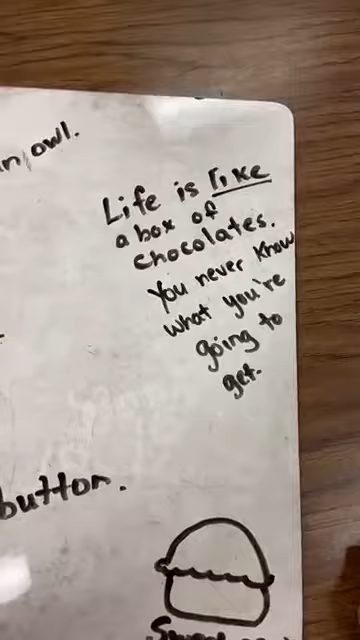 owl.
Life is like
a box of
chocolates.
You never know
what you're
going to
get.
button.